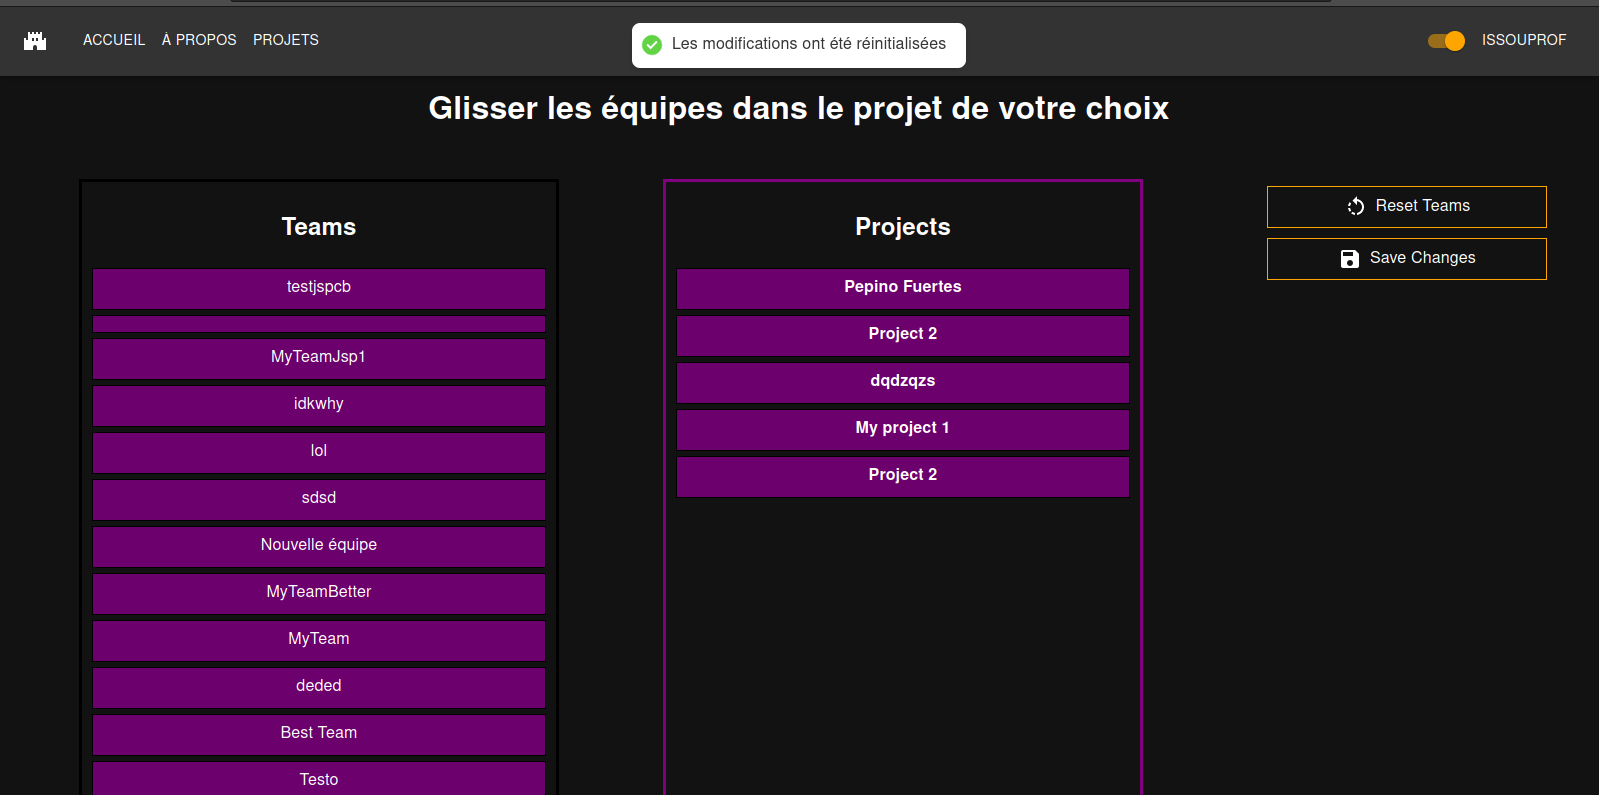 ACCUEIL À PROPOS PROJETS
Les modifications ont été réinitialisées
ISSOUPROF
Glisser les équipes dans le projet de votre choix
Teams
testjspcb
MyTeamJsp1
idkwhy
lol
sdsd
Nouvelle équipe
MyTeamBetter
MyTeam
deded
Best Team
Testo
Projects
Pepino Fuertes
Project 2
dqdzqzs
My project 1
Project 2
Reset Teams
Save Changes